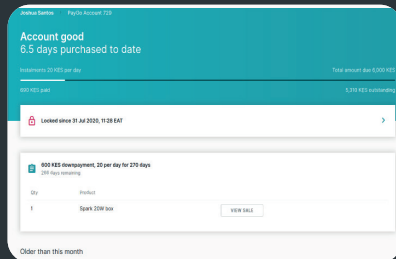 Joshua Santos PayGo Account 729
Account good
6.5 days purchased to date
Instalments 20 KES per day Total amount due 6,000 KES
690 KES paid 5,310 KES outstanding
Locked since 31 Jul 2020, 11:28 EAT
600 KES downpayment, 20 per day for 270 days
266 days remaining
Qty Product
1 Spark 20W box VIEW SALE
Older than this month